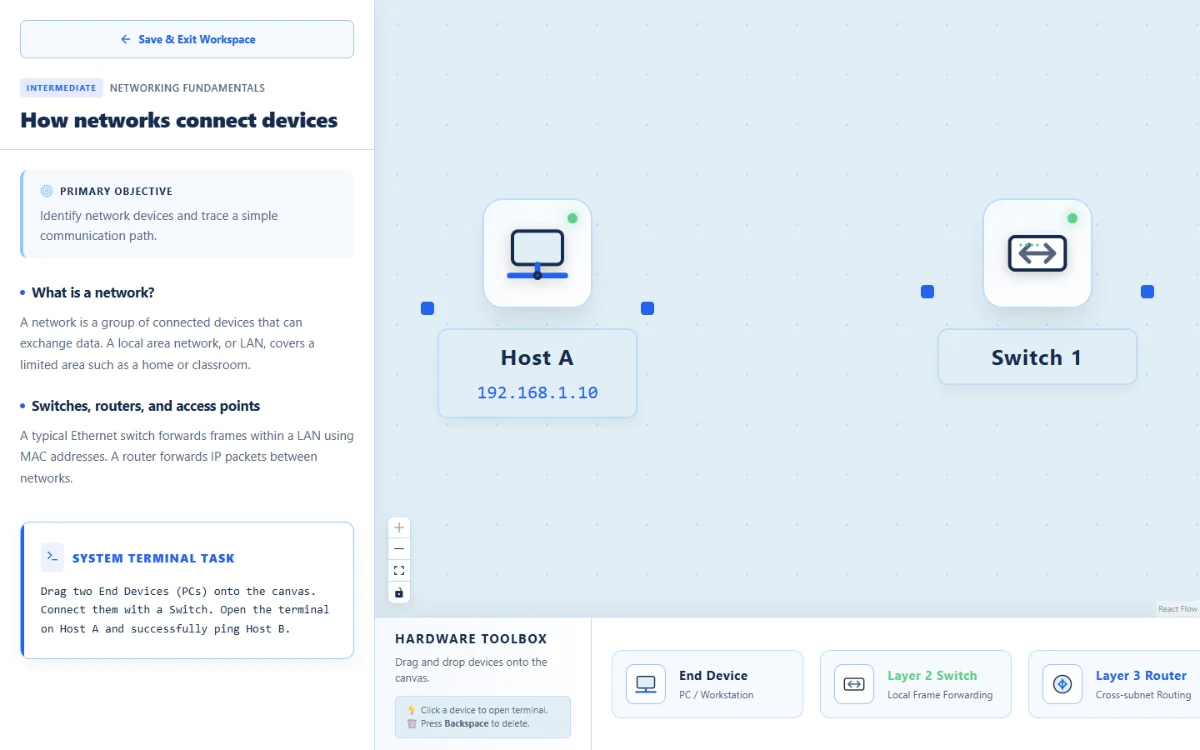 ← Save & Exit Workspace
INTERMEDIATE NETWORKING FUNDAMENTALS
How networks connect devices
PRIMARY OBJECTIVE
Identify network devices and trace a simple
communication path.
• What is a network?
A network is a group of connected devices that can
exchange data. A local area network, or LAN, covers a
limited area such as a home or classroom.
• Switches, routers, and access points
A typical Ethernet switch forwards frames within a LAN using
MAC addresses. A router forwards IP packets between
networks.
SYSTEM TERMINAL TASK
Drag two End Devices (PCs) onto the canvas.
Connect them with a Switch. Open the terminal
on Host A and successfully ping Host B.
Host A
192.168.1.10
Switch 1
React Flow
HARDWARE TOOLBOX
Drag and drop devices onto the
canvas.
Click a device to open terminal.
Press Backspace to delete.
End Device
PC / Workstation
Layer 2 Switch
Local Frame Forwarding
Layer 3 Router
Cross-subnet Routing